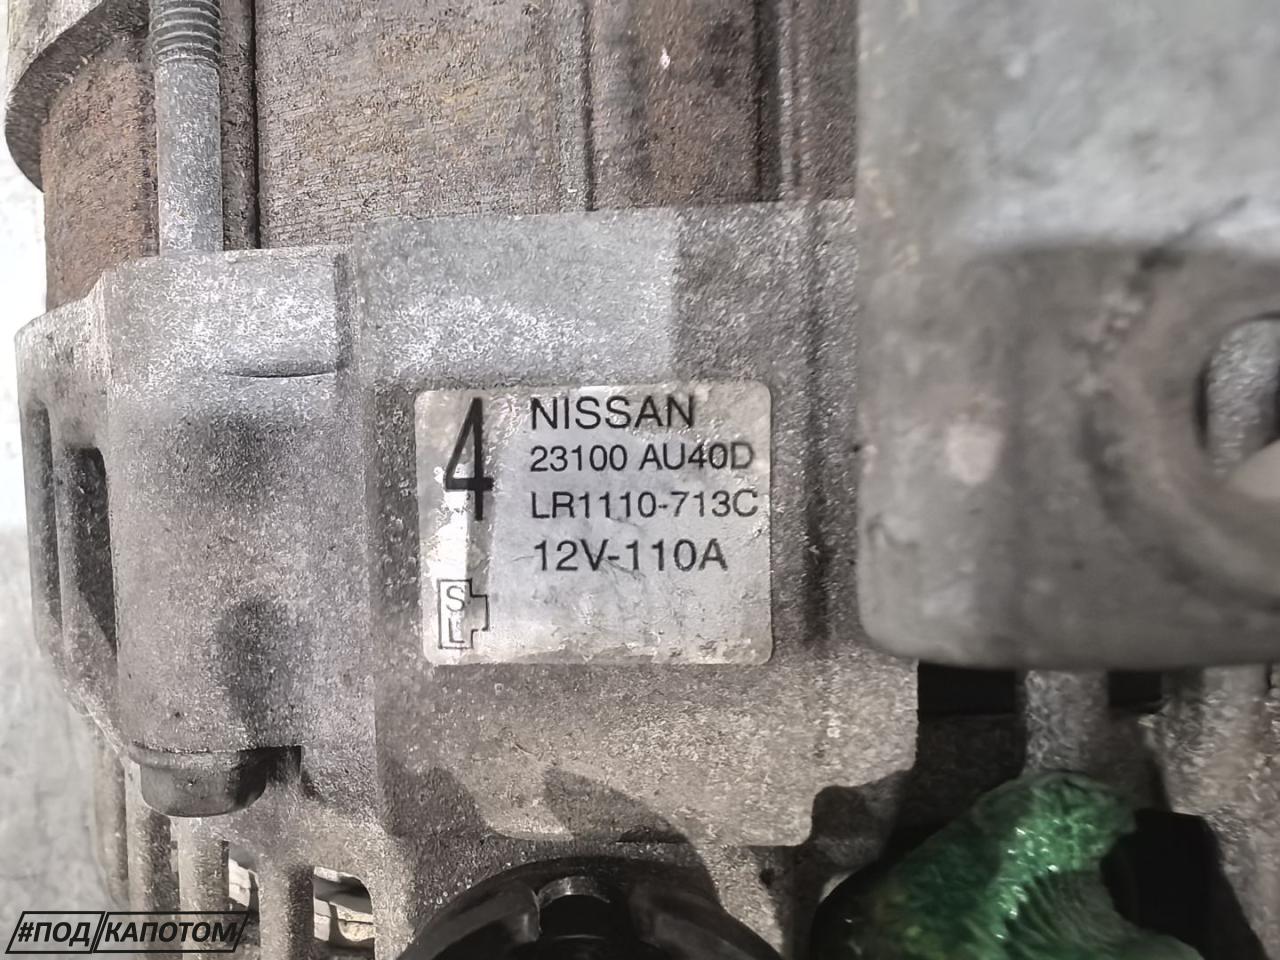 4
NISSAN
23100 AU40D
LR1110-713C
12V-110A
S
L
#ПОД КАПОТОМ